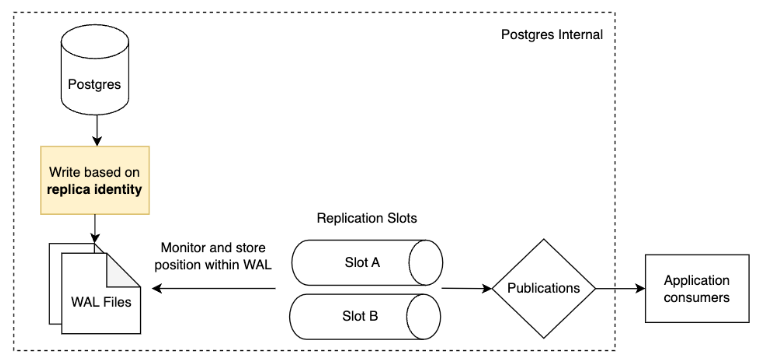 Postgres Internal
Postgres
Write based on
replica identity
Replication Slots
Monitor and store
position within WAL
Slot A
WAL Files
Slot B
Publications
Application
consumers